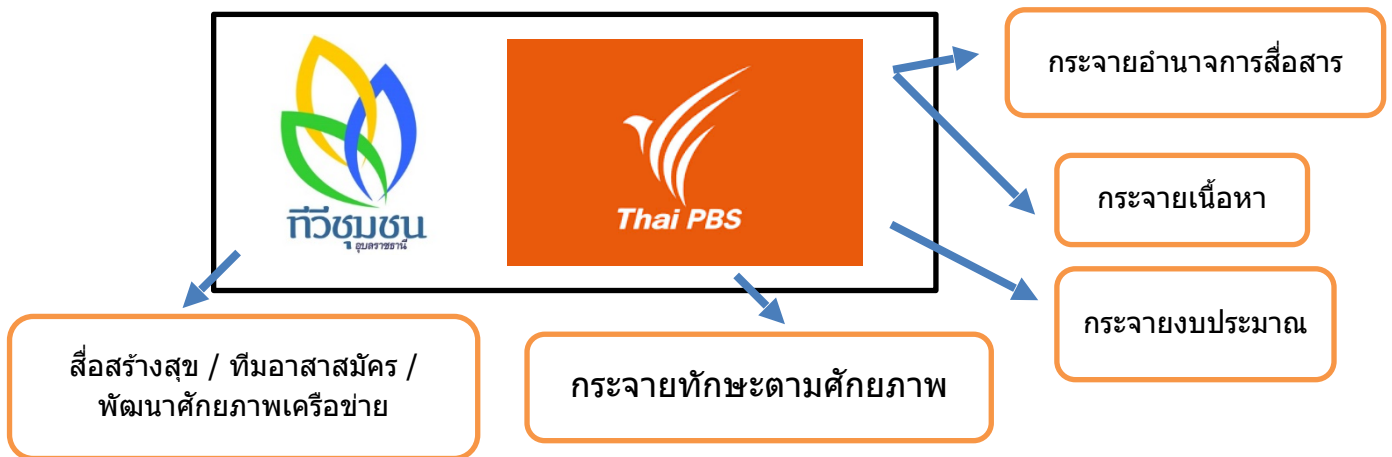 กระจายอำนาจการสื่อสาร
ทีวีชุมชน
อุบลราชธานี
Thai PBS
กระจายเนื้อหา
กระจายงบประมาณ
สื่อสร้างสุข / ทีมอาสาสมัคร /
พัฒนาศักยภาพเครือข่าย
กระจายทักษะตามศักยภาพ